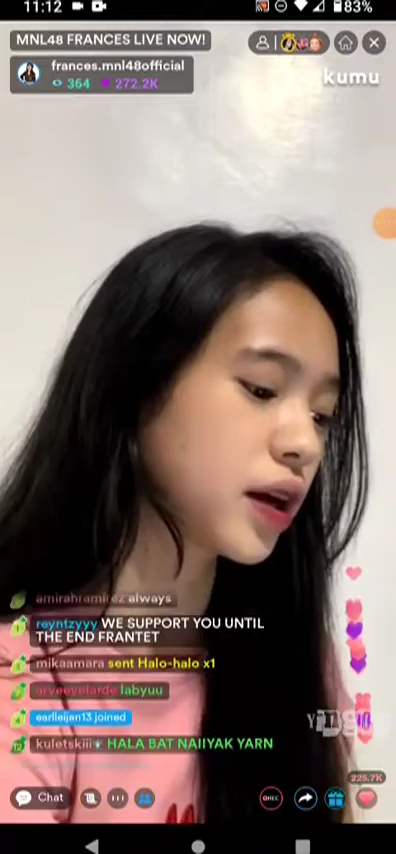 11:12
83%
MNL48 FRANCES LIVE NOW!
frances.mnl48official
364 272.2K
kumu
amirahramirez always
reyntzyyy WE SUPPORT YOU UNTIL
THE END FRANTET
mikaamara sent Halo-halo x1
arveevelarde labyuu
earlleijan13 joined
kuletskiii★ HALA BAT NAIIYAK YARN
225.7K
Chat
REC